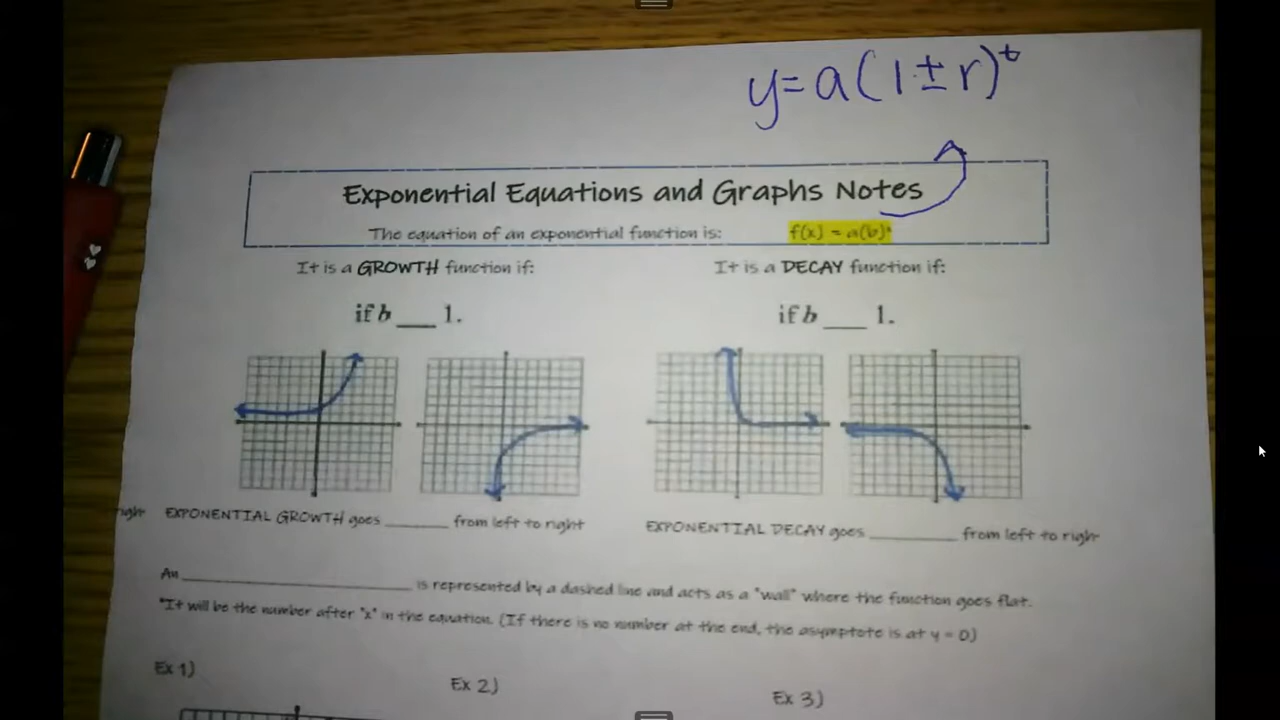 y=a(1±r)^t
Exponential Equations and Graphs Notes
The equation of an exponential function is: f(x) = a(b)ˣ
It is a GROWTH function if: It is a DECAY function if:
if b ___ 1. if b ___ 1.
EXPONENTIAL GROWTH goes ________ from left to right EXPONENTIAL DECAY goes ___________ from left to righ
An ______________________________ is represented by a dashed line and acts as a "wall" where the function goes flat.
*It will be the number after "x" in the equation. (If there is no number at the end, the asymptote is at y = 0)
Ex 1) Ex 2) Ex 3)